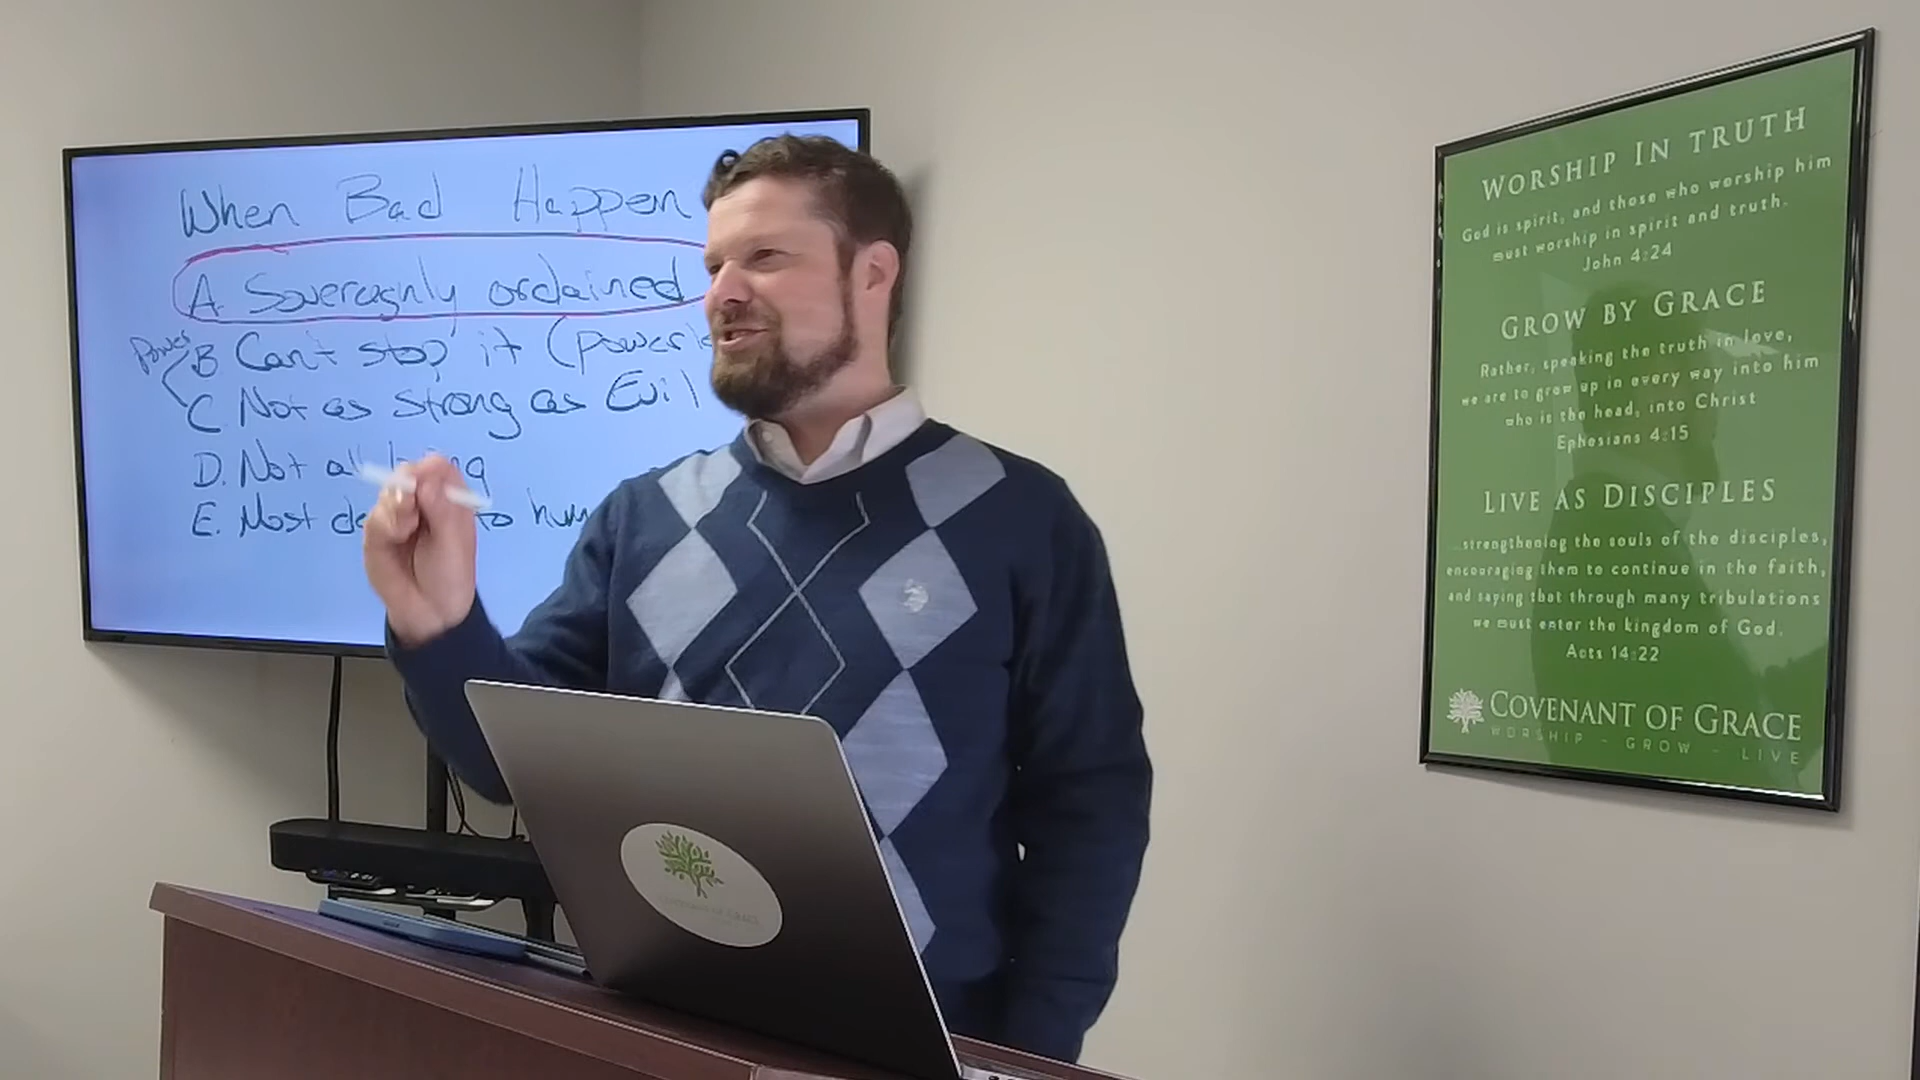 When Bad Happen
A. Sovereignly ordained
Power
B Can't stop it
C. Not as strong as Evil
D. Not
E. Most to
WORSHIP IN TRUTH
God is spirit, and those who worship him
must worship in spirit and truth.
John 4:24
GROW BY GRACE
Rather, speaking the truth in love,
we are to grow up in every way into him
who is the head, into Christ
Ephesians 4:15
LIVE AS DISCIPLES
...strengthening the souls of the disciples,
encouraging them to continue in the faith,
and saying that through many tribulations
we must enter the kingdom of God.
Acts 14:22
COVENANT OF GRACE
WORSHIP - GROW - LIVE
COVENANT OF GRACE